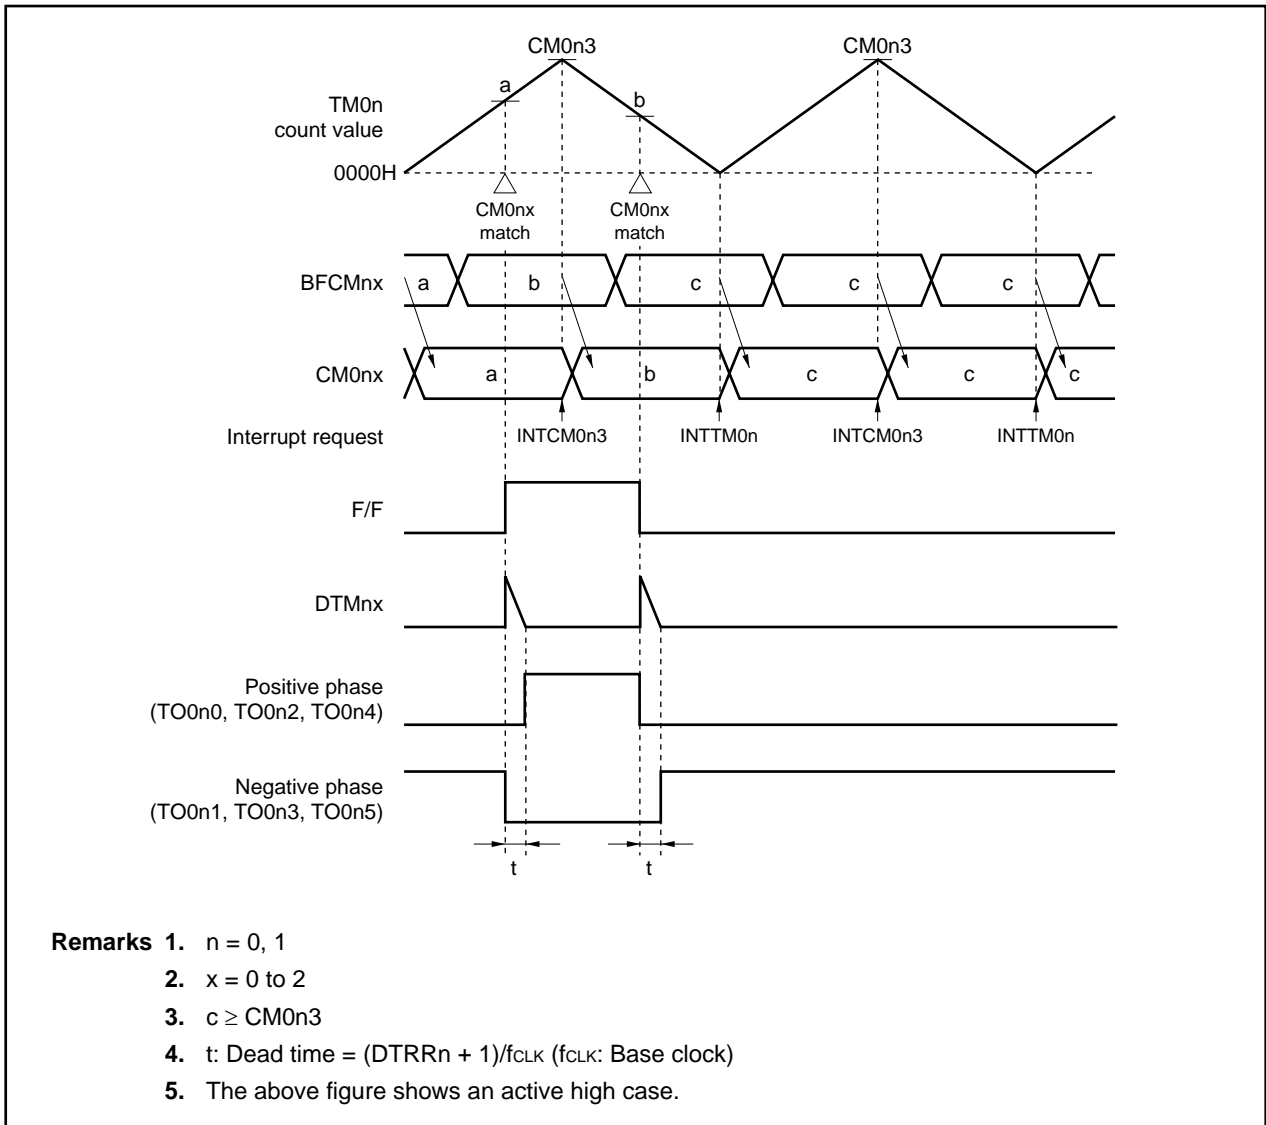 CM0n3 CM0n3
a
b
TM0n
count value
0000H
CM0nx
match
CM0nx
match
BFCMnx a b c c c
CM0nx a b c c c
Interrupt request INTCM0n3 INTTM0n INTCM0n3 INTTM0n
F/F
DTMnx
Positive phase
(TO0n0, TO0n2, TO0n4)
Negative phase
(TO0n1, TO0n3, TO0n5)
t t
Remarks 1. n = 0, 1
2. x = 0 to 2
3. c ≥ CM0n3
4. t: Dead time = (DTRRn + 1)/fCLK (fCLK: Base clock)
5. The above figure shows an active high case.